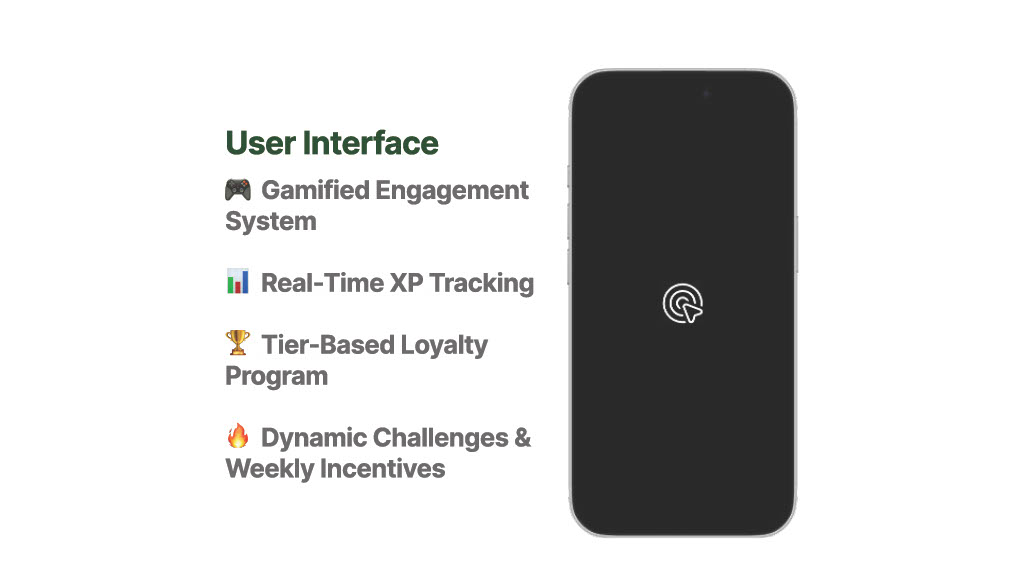 User Interface
🎮 Gamified Engagement
System
📊 Real-Time XP Tracking
🏆 Tier-Based Loyalty
Program
🔥 Dynamic Challenges &
Weekly Incentives